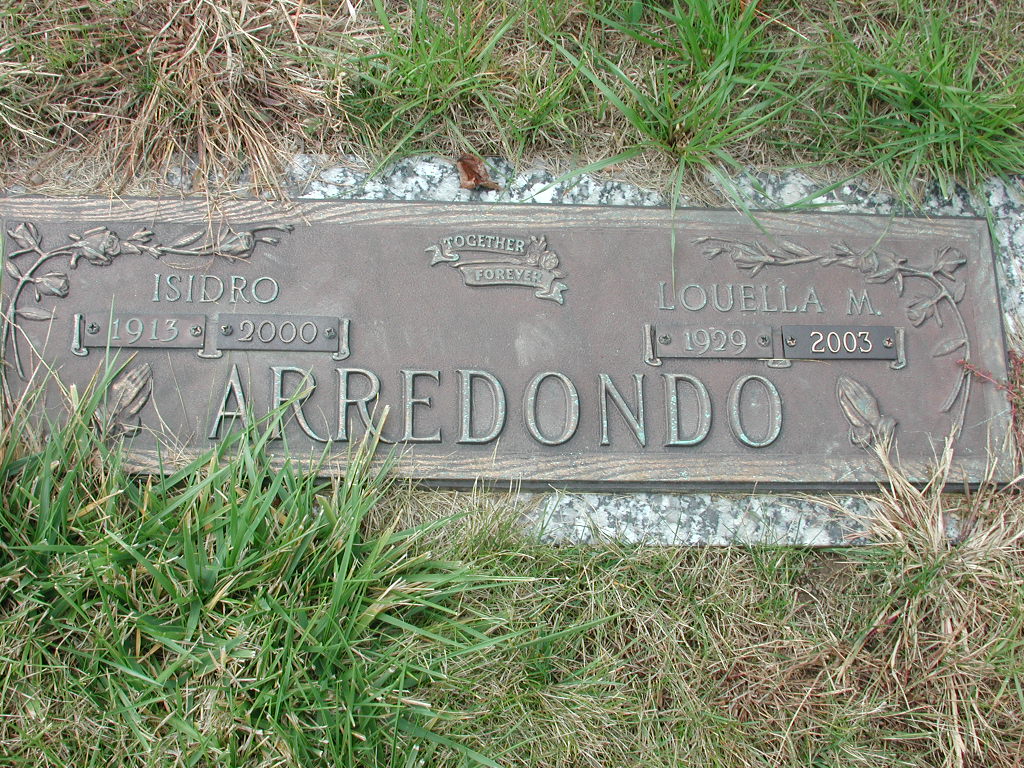 TOGETHER
FOREVER
ISIDRO
1913 2000
LOUELLA M.
1929 2003
ARREDONDO